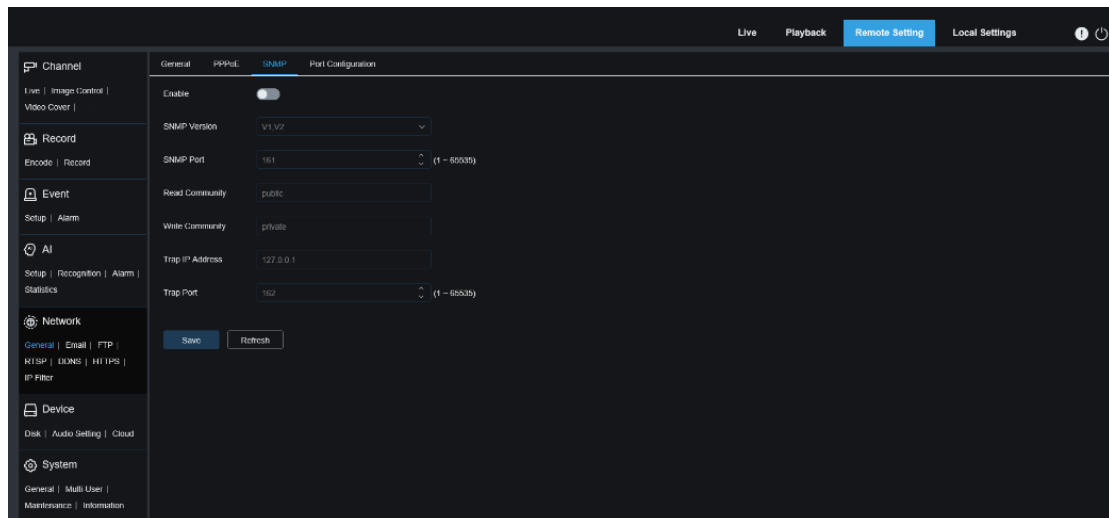 Live Playback Remote Setting Local Settings
Channel
Live | Image Control |
Video Cover |
Record
Encode | Record
Event
Setup | Alarm
AI
Setup | Recognition | Alarm |
Statistics
Network
General | Email | FTP |
RTSP | DDNS | HTTPS |
IP Filter
Device
Disk | Audio Setting | Cloud
System
General | Multi User |
Maintenance | Information
General PPPoE SNMP Port Configuration
Enable
SNMP Version V1,V2
SNMP Port 161 (1 ~ 65535)
Read Community public
Write Community private
Trap IP Address 127.0.0.1
Trap Port 162 (1 ~ 65535)
Save Refresh